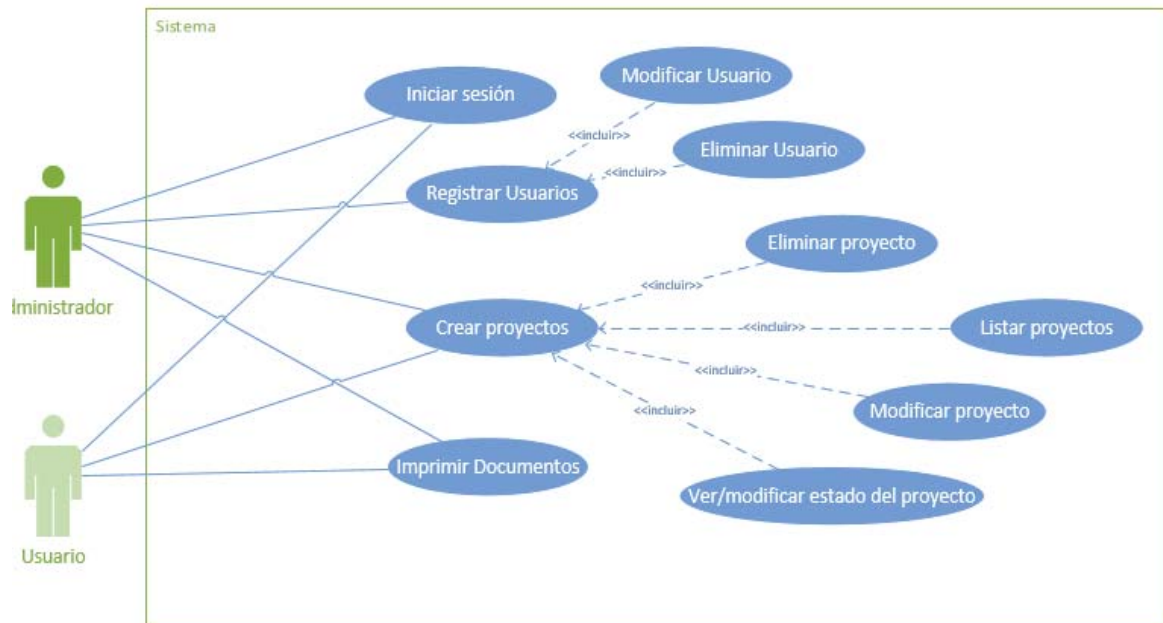 Sistema
Iniciar sesión
Modificar Usuario
<<incluir>>
Eliminar Usuario
<<incluir>>
Registrar Usuarios
Eliminar proyecto
<<incluir>>
dministrador
Crear proyectos
<<incluir>>
Listar proyectos
<<incluir>>
Modificar proyecto
<<incluir>>
Imprimir Documentos
Ver/modificar estado del proyecto
Usuario